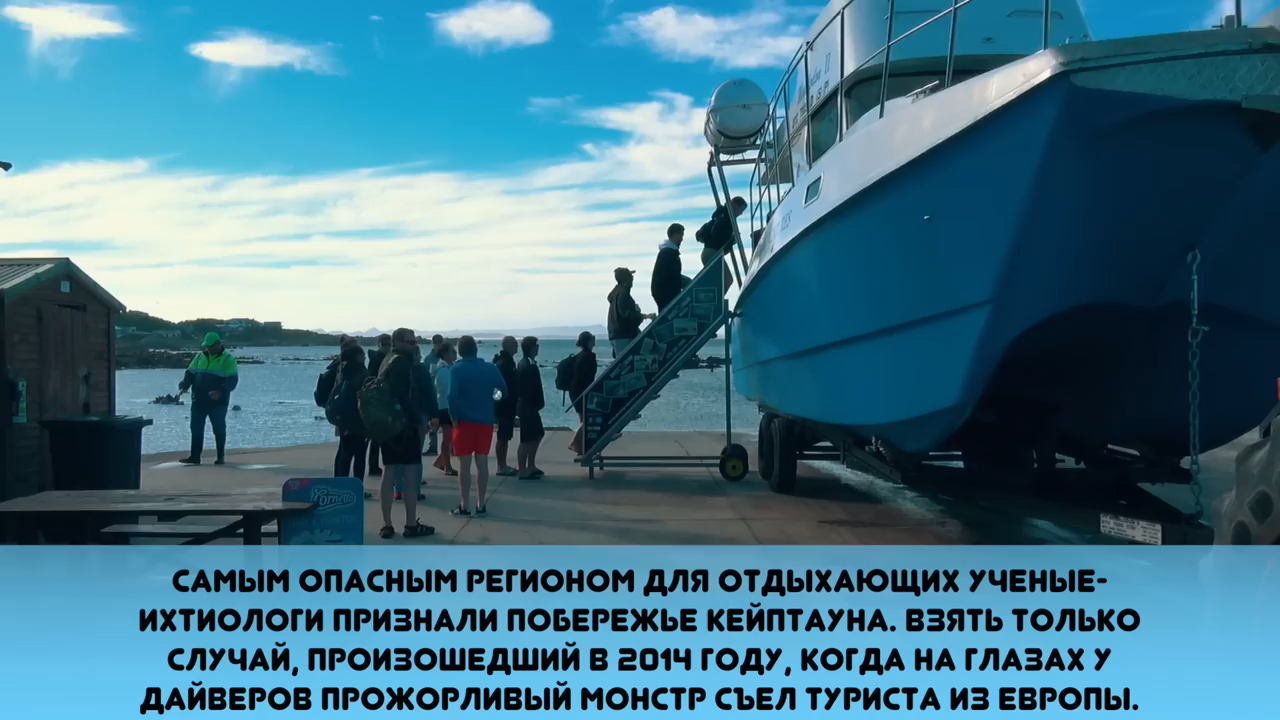 Cornetto
САМЫМ ОПАСНЫМ РЕГИОНОМ ДЛЯ ОТДЫХАЮЩИХ УЧЕНЫЕ-
ИХТИОЛОГИ ПРИЗНАЛИ ПОБЕРЕЖЬЕ КЕЙПТАУНА. ВЗЯТЬ ТОЛЬКО
СЛУЧАЙ, ПРОИЗОШЕДШИЙ В 2014 ГОДУ, КОГДА НА ГЛАЗАХ У
ДАЙВЕРОВ ПРОЖОРЛИВЫЙ МОНСТР СЪЕЛ ТУРИСТА ИЗ ЕВРОПЫ.